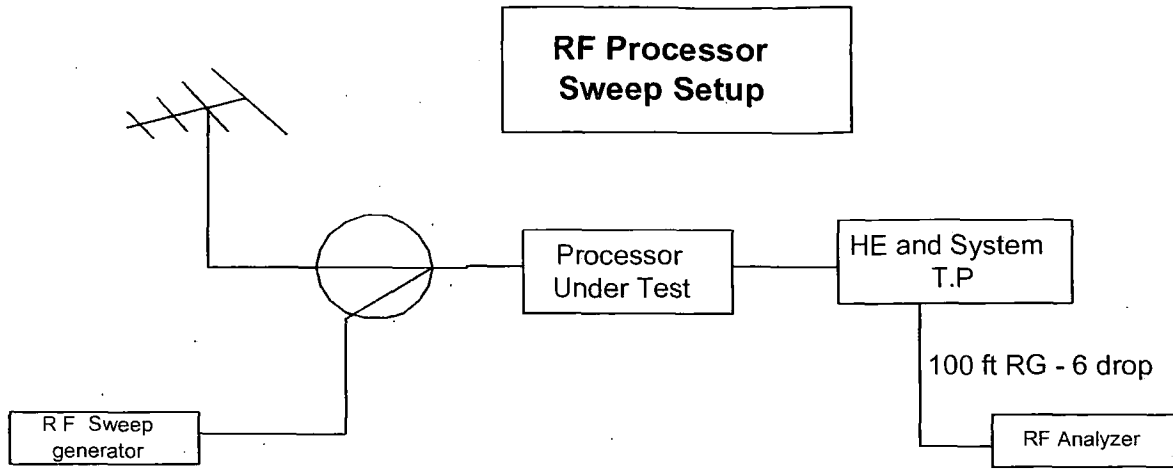 RF Processor
Sweep Setup
Processor
Under Test
HE and System
T.P
100 ft RG - 6 drop
R F Sweep
generator
RF Analyzer